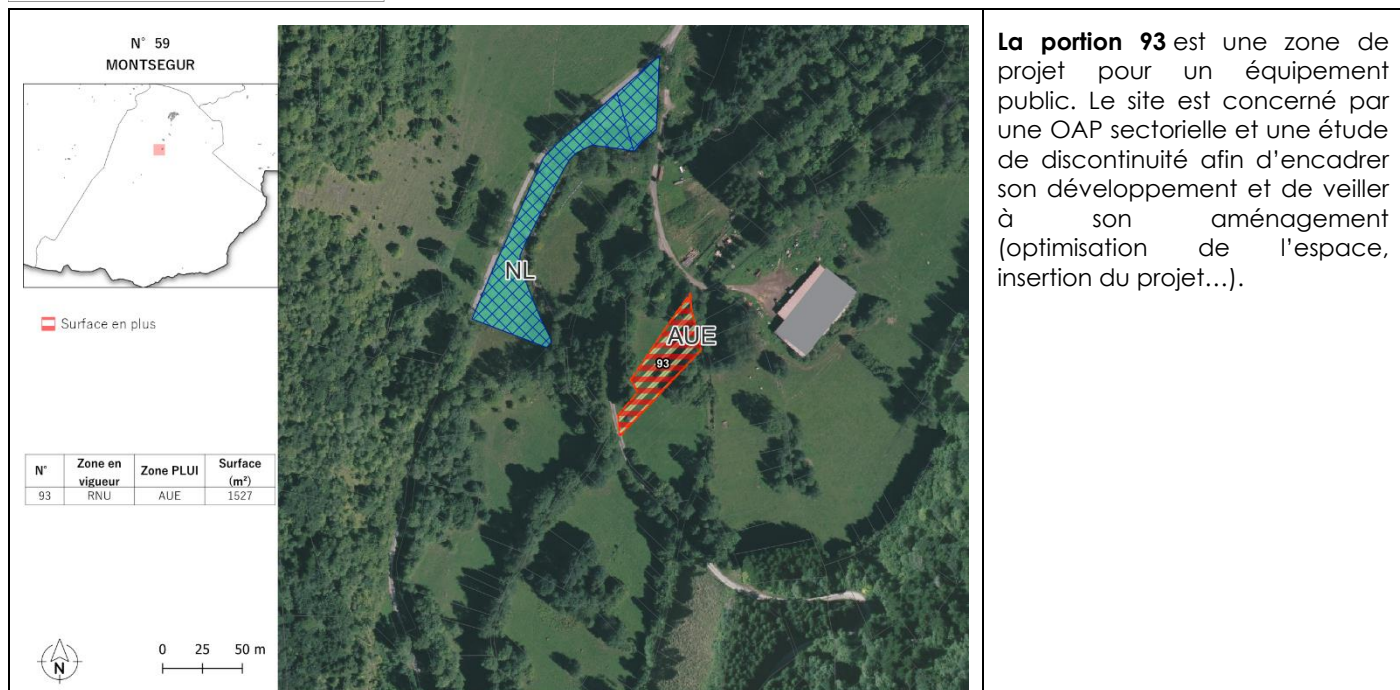 N° 59
MONTSEGUR
Surface en plus
N° Zone en vigueur Zone PLUI Surface (m²)
93 RNU AUE 1527
N
0 25 50 m
NL
AUE
93
La portion 93 est une zone de
projet pour un équipement
public. Le site est concerné par
une OAP sectorielle et une étude
de discontinuité afin d’encadrer
son développement et de veiller
à son aménagement
(optimisation de l’espace,
insertion du projet…).